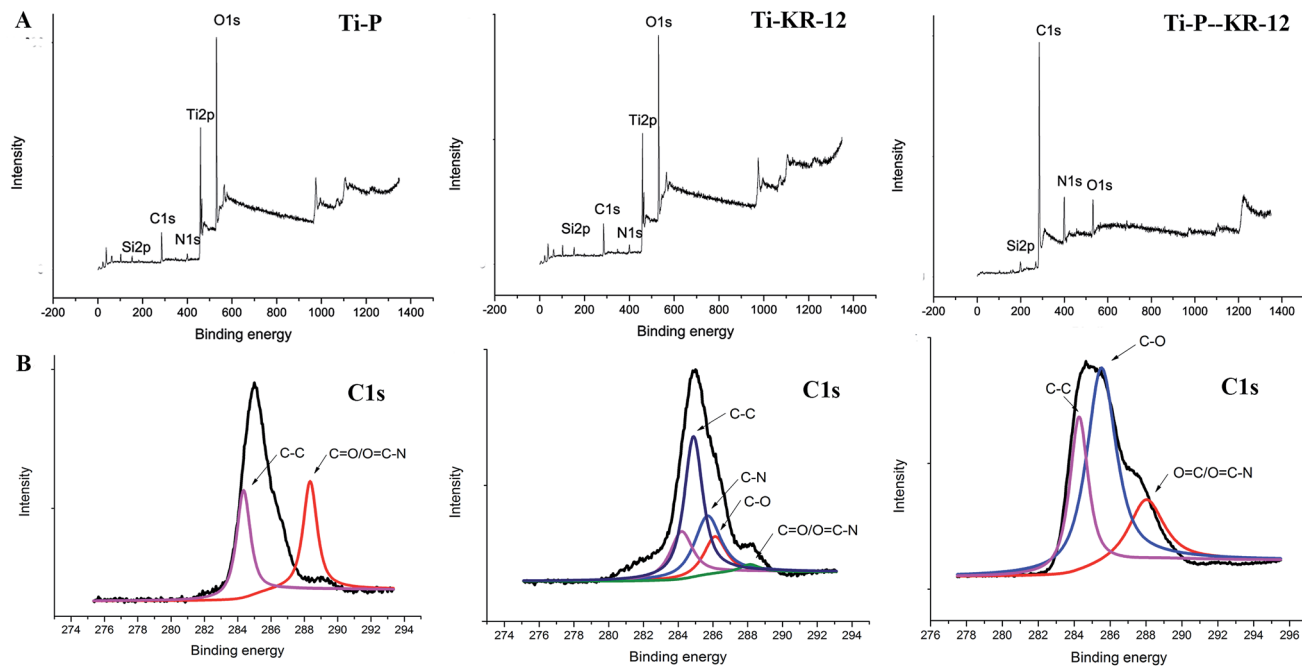 A
Ti-P
O1s
Ti2p
C1s
Si2p
N1s
Intensity
-200 0 200 400 600 800 1000 1200 1400
Binding energy
Ti-KR-12
O1s
Ti2p
C1s
Si2p
N1s
Intensity
-200 0 200 400 600 800 1000 1200 1400
Binding energy
Ti-P--KR-12
C1s
N1s
O1s
Si2p
Intensity
-200 0 200 400 600 800 1000 1200 1400
Binding energy
B
C1s
C-C
C=O/O=C-N
Intensity
274 276 278 280 282 284 286 288 290 292 294
Binding energy
C1s
C-C
C-N
C-O
C=O/O=C-N
Intensity
274 276 278 280 282 284 286 288 290 292 294
Binding energy
C1s
C-O
C-C
O=C/O=C-N
Intensity
276 278 280 282 284 286 288 290 292 294 296
Binding energy